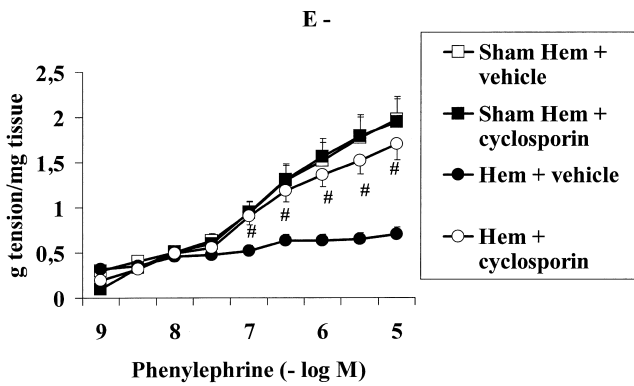 E -
Sham Hem +
vehicle
Sham Hem +
cyclosporin
Hem + vehicle
Hem +
cyclosporin
g tension/mg tissue
2,5
2
1,5
1
0,5
0
# # # # #
9 8 7 6 5
Phenylephrine (- log M)